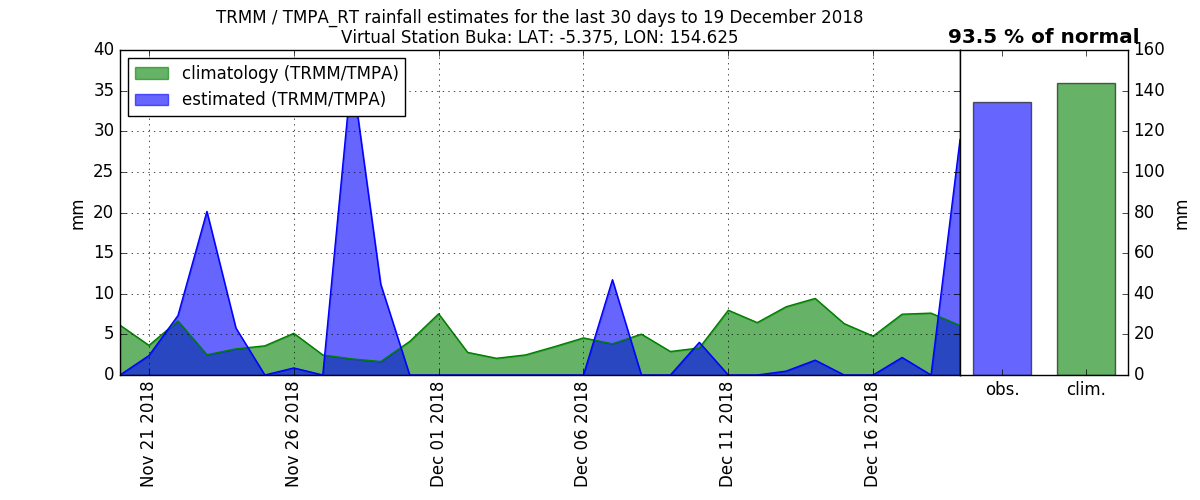 TRMM / TMPA_RT rainfall estimates for the last 30 days to 19 December 2018
Virtual Station Buka: LAT: -5.375, LON: 154.625
93.5 % of normal
climatology (TRMM/TMPA)
estimated (TRMM/TMPA)
40
35
30
25
20
15
10
5
0
mm
160
140
120
100
80
60
40
20
0
mm
Nov 21 2018
Nov 26 2018
Dec 01 2018
Dec 06 2018
Dec 11 2018
Dec 16 2018
obs.
clim.